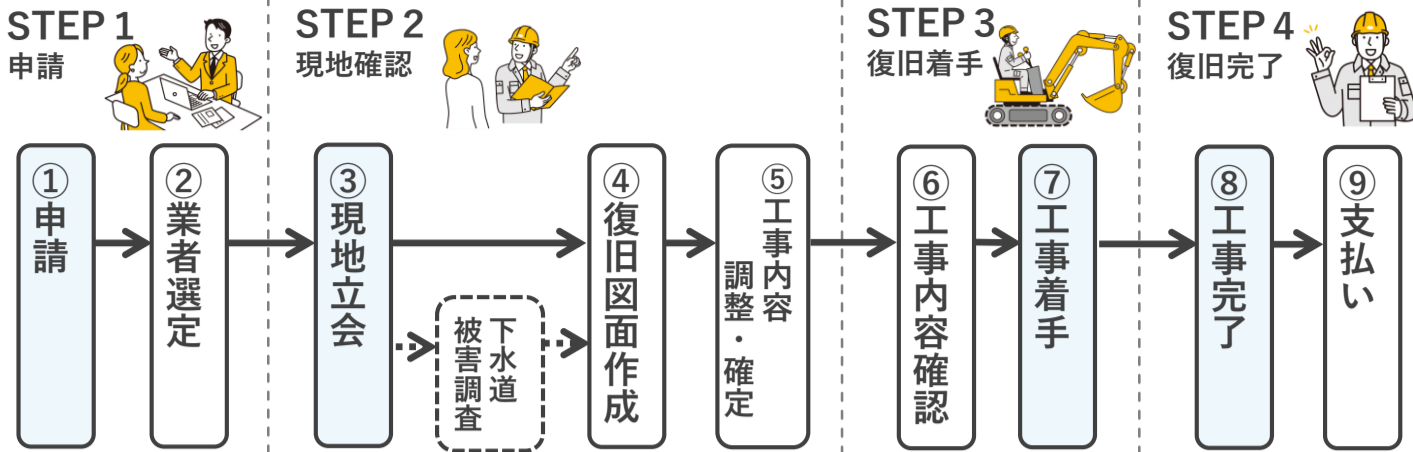 STEP 1
申請
STEP 2
現地確認
STEP 3
復旧着手
STEP 4
復旧完了
①申請
②業者選定
③現地立会
下水道
被害調査
④復旧図面作成
⑤工事内容
調整・確定
⑥工事内容確認
⑦工事着手
⑧工事完了
⑨支払い